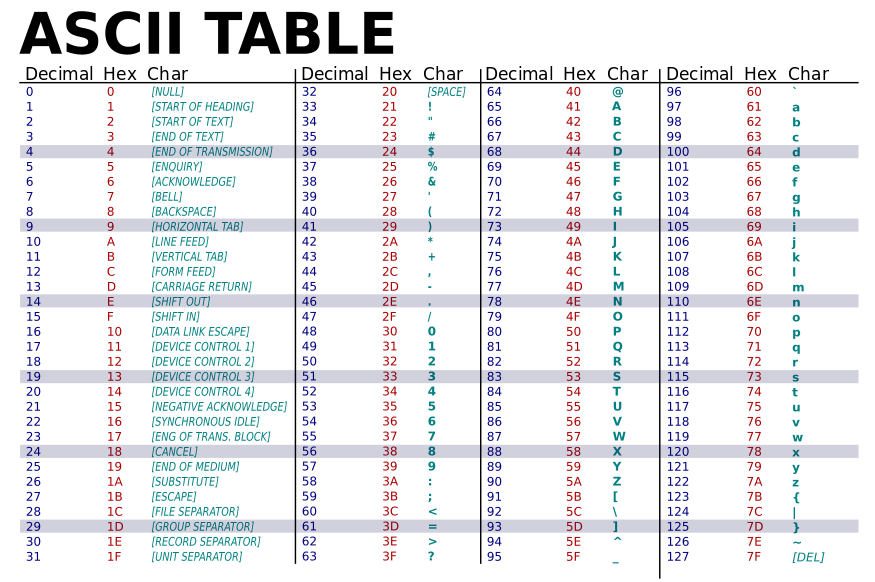 ASCII TABLE
Decimal Hex Char Decimal Hex Char Decimal Hex Char Decimal Hex Char
0 0 [NULL] 32 20 [SPACE] 64 40 @ 96 60 `
1 1 [START OF HEADING] 33 21 ! 65 41 A 97 61 a
2 2 [START OF TEXT] 34 22 " 66 42 B 98 62 b
3 3 [END OF TEXT] 35 23 # 67 43 C 99 63 c
4 4 [END OF TRANSMISSION] 36 24 $ 68 44 D 100 64 d
5 5 [ENQUIRY] 37 25 % 69 45 E 101 65 e
6 6 [ACKNOWLEDGE] 38 26 & 70 46 F 102 66 f
7 7 [BELL] 39 27 ' 71 47 G 103 67 g
8 8 [BACKSPACE] 40 28 ( 72 48 H 104 68 h
9 9 [HORIZONTAL TAB] 41 29 ) 73 49 I 105 69 i
10 A [LINE FEED] 42 2A * 74 4A J 106 6A j
11 B [VERTICAL TAB] 43 2B + 75 4B K 107 6B k
12 C [FORM FEED] 44 2C , 76 4C L 108 6C l
13 D [CARRIAGE RETURN] 45 2D - 77 4D M 109 6D m
14 E [SHIFT OUT] 46 2E . 78 4E N 110 6E n
15 F [SHIFT IN] 47 2F / 79 4F O 111 6F o
16 10 [DATA LINK ESCAPE] 48 30 0 80 50 P 112 70 p
17 11 [DEVICE CONTROL 1] 49 31 1 81 51 Q 113 71 q
18 12 [DEVICE CONTROL 2] 50 32 2 82 52 R 114 72 r
19 13 [DEVICE CONTROL 3] 51 33 3 83 53 S 115 73 s
20 14 [DEVICE CONTROL 4] 52 34 4 84 54 T 116 74 t
21 15 [NEGATIVE ACKNOWLEDGE] 53 35 5 85 55 U 117 75 u
22 16 [SYNCHRONOUS IDLE] 54 36 6 86 56 V 118 76 v
23 17 [ENG OF TRANS. BLOCK] 55 37 7 87 57 W 119 77 w
24 18 [CANCEL] 56 38 8 88 58 X 120 78 x
25 19 [END OF MEDIUM] 57 39 9 89 59 Y 121 79 y
26 1A [SUBSTITUTE] 58 3A : 90 5A Z 122 7A z
27 1B [ESCAPE] 59 3B ; 91 5B [ 123 7B {
28 1C [FILE SEPARATOR] 60 3C < 92 5C \ 124 7C |
29 1D [GROUP SEPARATOR] 61 3D = 93 5D ] 125 7D }
30 1E [RECORD SEPARATOR] 62 3E > 94 5E ^ 126 7E ~
31 1F [UNIT SEPARATOR] 63 3F ? 95 5F _ 127 7F [DEL]